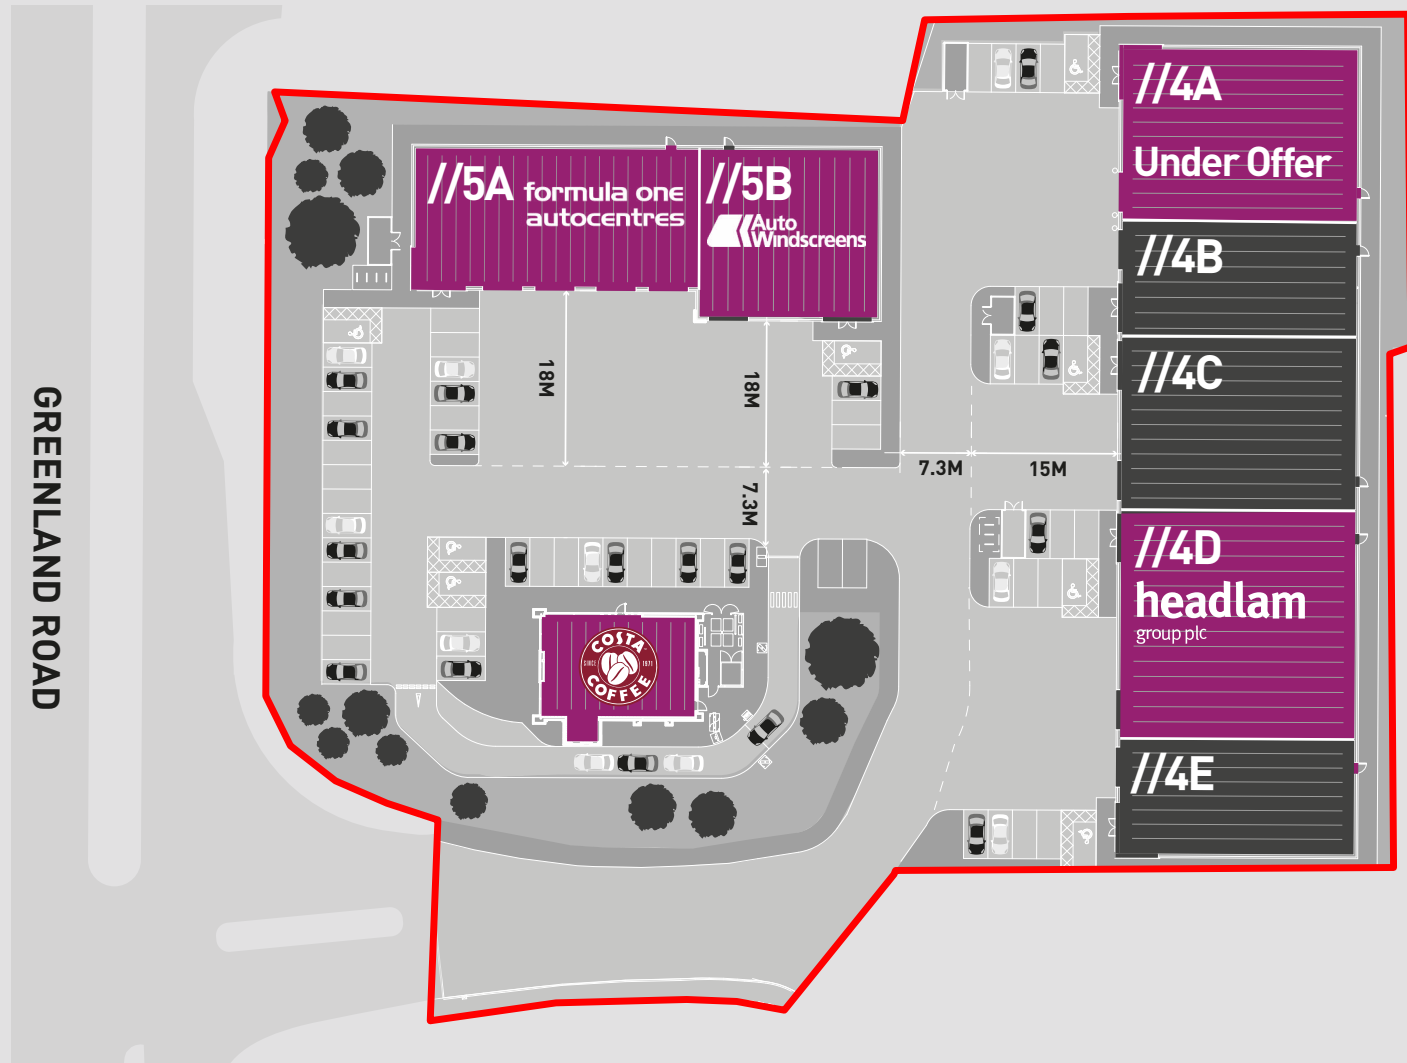 //4A
Under Offer
//5A formula one
autocentres
//5B
Auto
Windscreens
//4B
//4C
18M
18M
7.3M
15M
7.3M
GREENLAND ROAD
//4D
headlam
group plc
COSTA
SINCE 1971
COFFEE
//4E